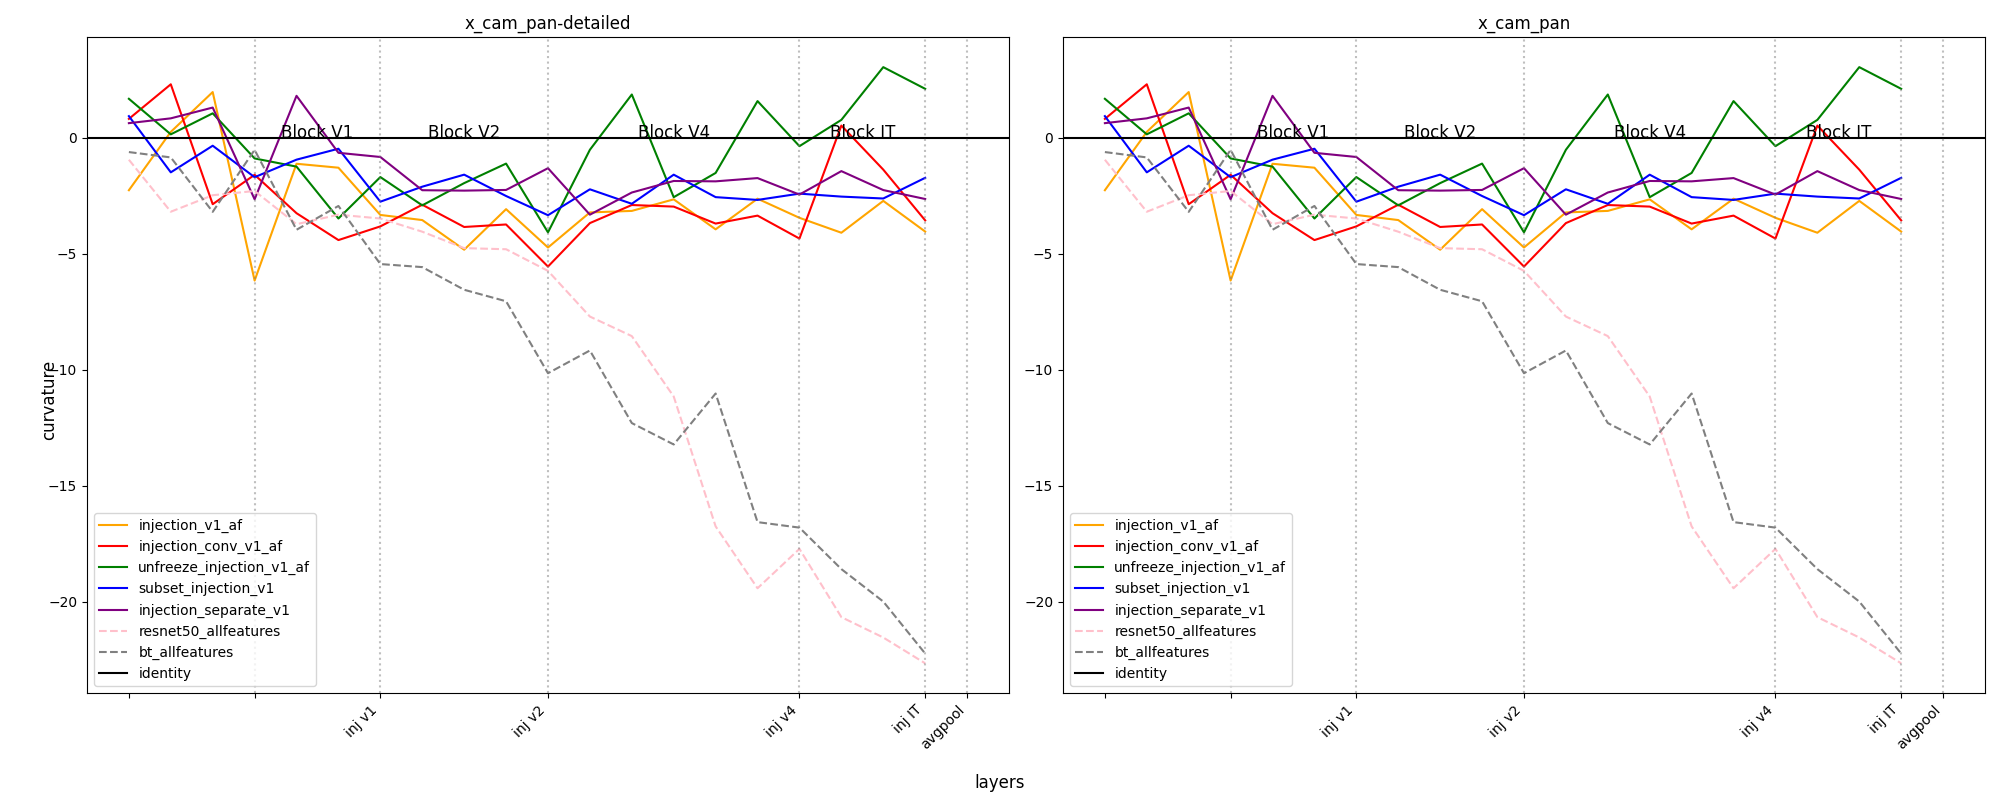 x_cam_pan-detailed
curvature
0
−5
−10
−15
−20
Block V1
Block V2
Block V4
Block IT
injection_v1_af
injection_conv_v1_af
unfreeze_injection_v1_af
subset_injection_v1
injection_separate_v1
resnet50_allfeatures
bt_allfeatures
identity
inj v1
inj v2
inj v4
inj IT
avgpool
x_cam_pan
0
−5
−10
−15
−20
Block V1
Block V2
Block V4
Block IT
injection_v1_af
injection_conv_v1_af
unfreeze_injection_v1_af
subset_injection_v1
injection_separate_v1
resnet50_allfeatures
bt_allfeatures
identity
inj v1
inj v2
inj v4
inj IT
avgpool
layers